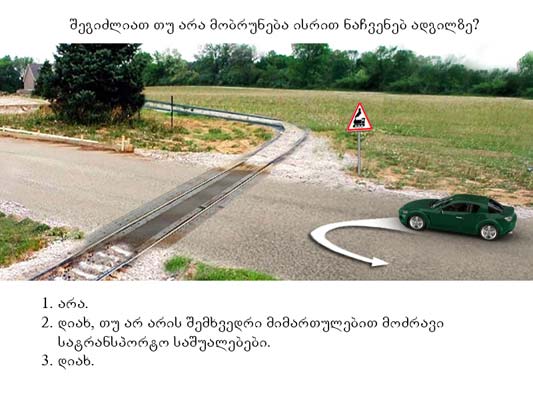 შეგიძლიათ თუ არა მობრუნება ისრით ნაჩვენებ ადგილზე?
1. არა.
2. დიახ, თუ არ არის შემხვედრი მიმართულებით მოძრავი
სატრანსპორტო საშუალებები.
3. დიახ.